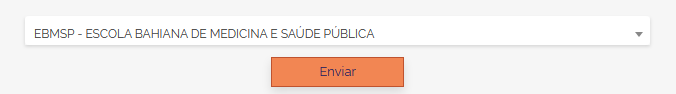 EBMSP - ESCOLA BAHIANA DE MEDICINA E SAÚDE PÚBLICA
Enviar